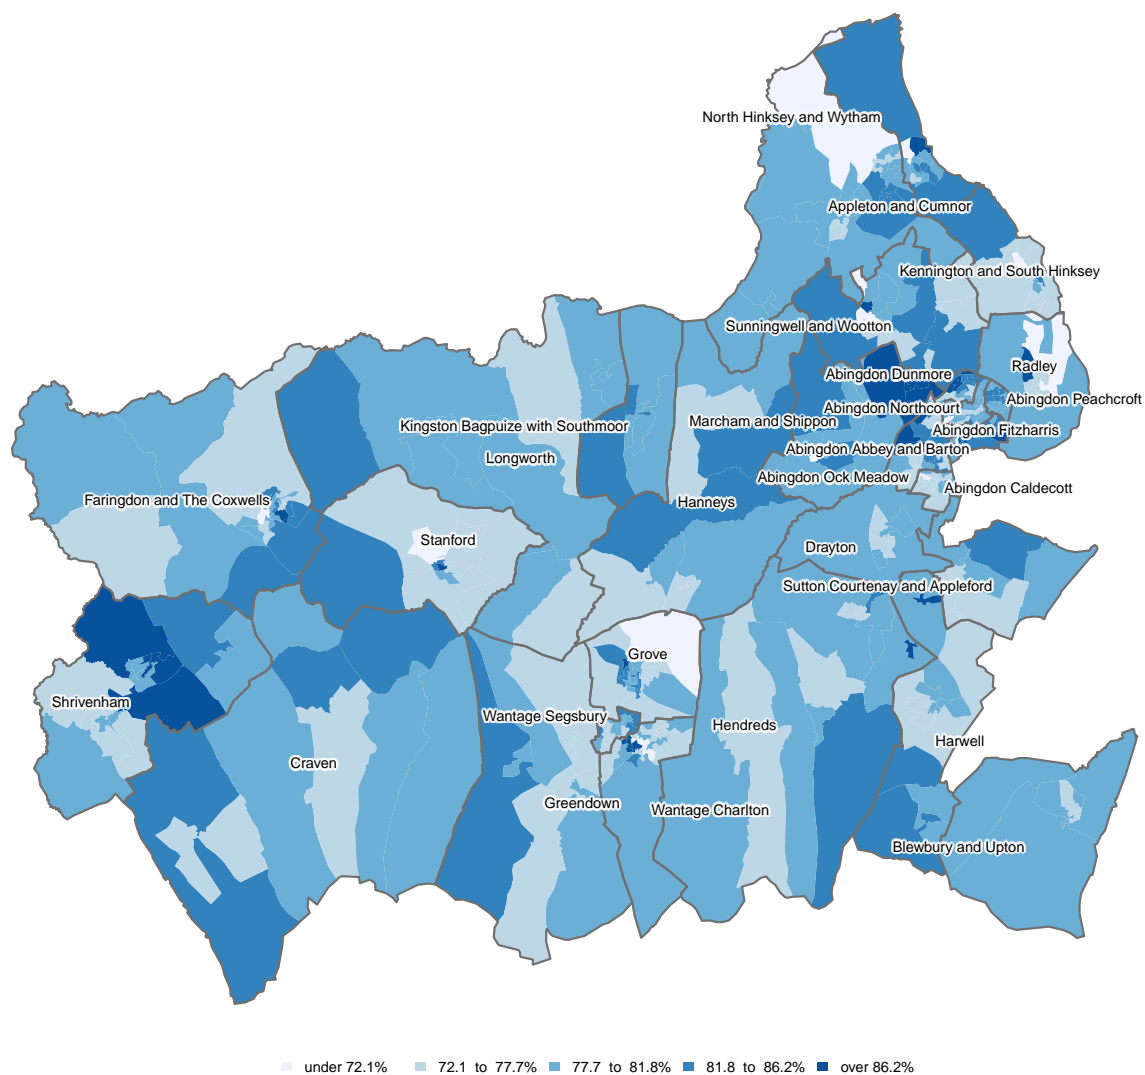 North Hinksey and Wytham
Appleton and Cumnor
Kennington and South Hinksey
Sunningwell and Wootton
Radley
Abingdon Dunmore
Abingdon Peachcroft
Abingdon Northcourt
Marcham and Shippon
Kingston Bagpuize with Southmoor
Abingdon Fitzharris
Abingdon Abbey and Barton
Longworth
Abingdon Ock Meadow
Abingdon Caldecott
Faringdon and The Coxwells
Hanneys
Stanford
Drayton
Sutton Courtenay and Appleford
Grove
Shrivenham
Wantage Segsbury
Hendreds
Harwell
Craven
Greendown
Wantage Charlton
Blewbury and Upton
under 72.1% 72.1 to 77.7% 77.7 to 81.8% 81.8 to 86.2% over 86.2%